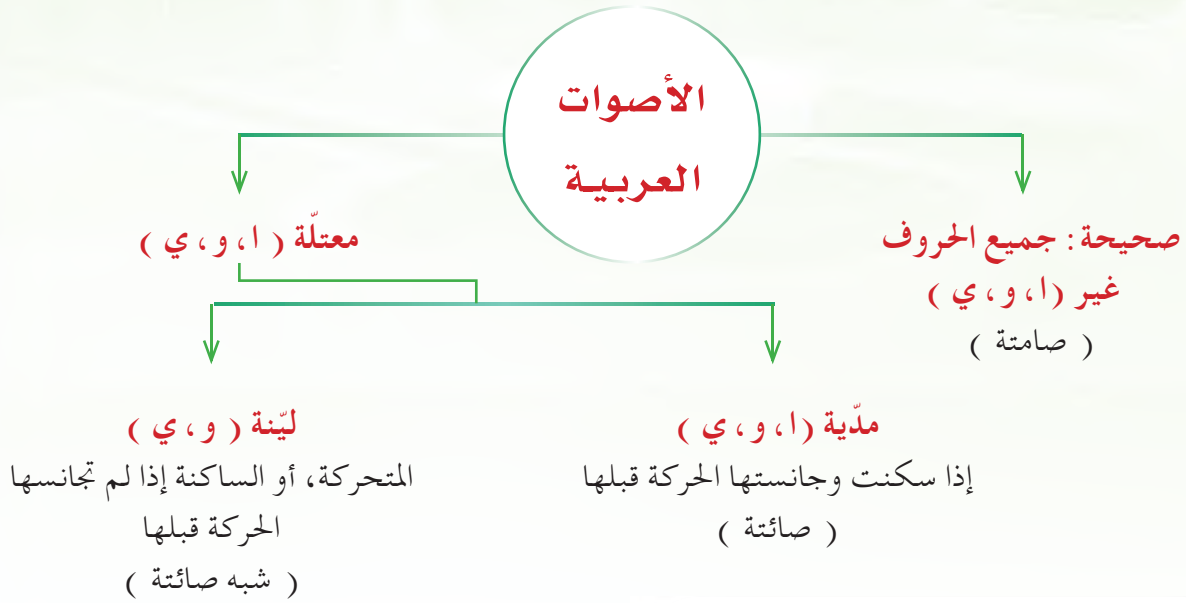 الأصوات
العربية
صحيحة: جميع الحروف
غير (ا، و، ي )
( صامتة )
معتلّة ( ا، و، ي )
مدّية (ا، و، ي )
إذا سكنت وجانستها الحركة قبلها
( صائتة )
ليّنة ( و، ي )
المتحركة، أو الساكنة إذا لم تجانسها
الحركة قبلها
( شبه صائتة )